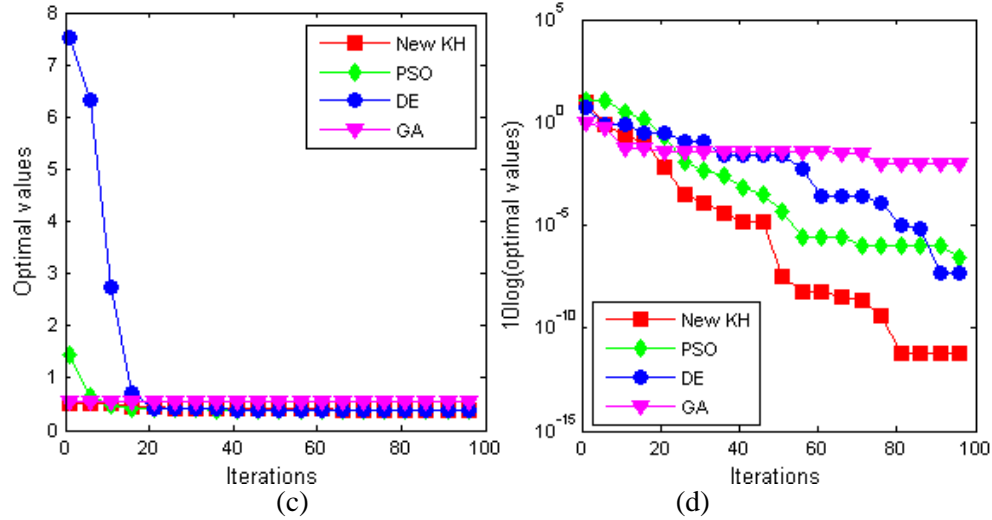 8
7
6
5
4
3
2
1
0
Optimal values
0
20
40
60
80
100
Iterations
New KH
PSO
DE
GA
(c)
10^5
10^0
10^-5
10^-10
10^-15
10log(optimal values)
0
20
40
60
80
100
Iterations
New KH
PSO
DE
GA
(d)